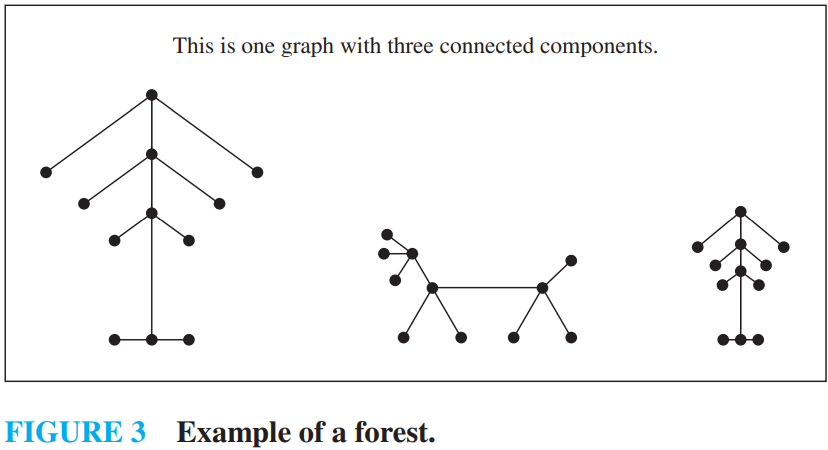 This is one graph with three connected components.
FIGURE 3 Example of a forest.